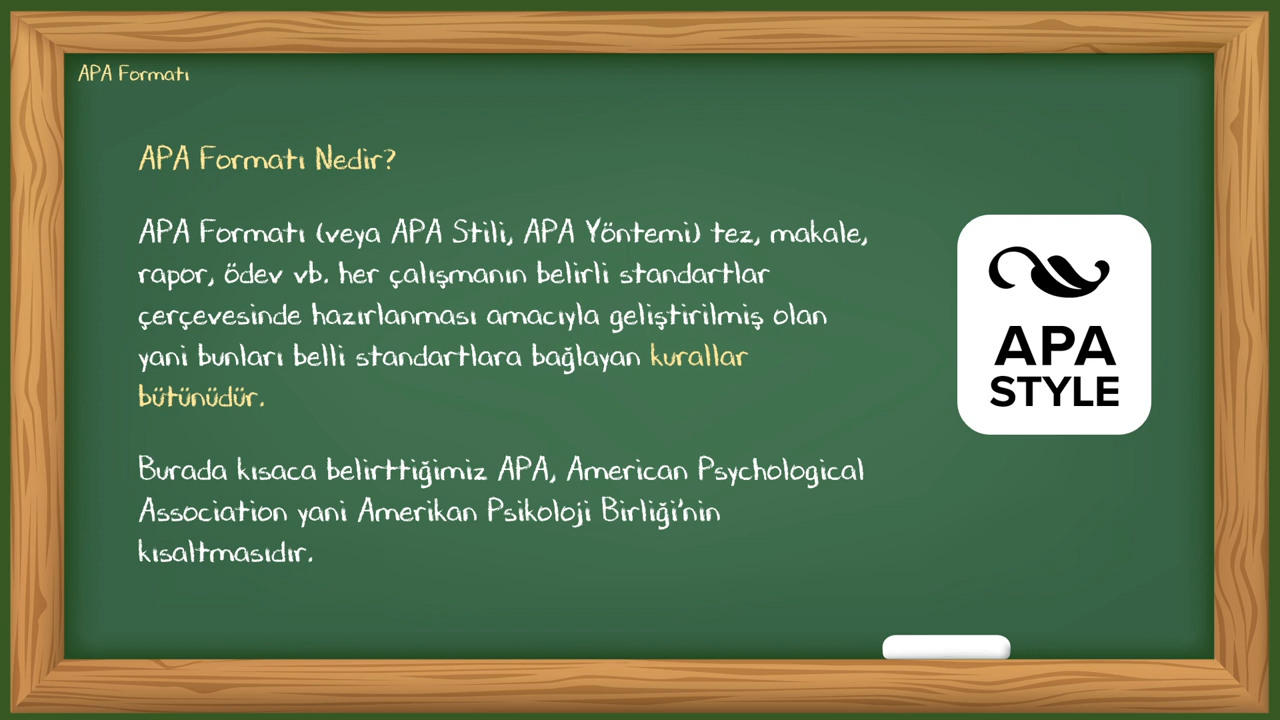 APA Formatı
APA Formatı Nedir?
APA Formatı (veya APA Stili, APA Yöntemi) tez, makale,
rapor, ödev vb. her çalışmanın belirli standartlar
çerçevesinde hazırlanması amacıyla geliştirilmiş olan
yani bunları belli standartlara bağlayan kurallar
bütünüdür.
Burada kısaca belirttiğimiz APA, American Psychological
Association yani Amerikan Psikoloji Birliği'nin
kısaltmasıdır.
APA
STYLE